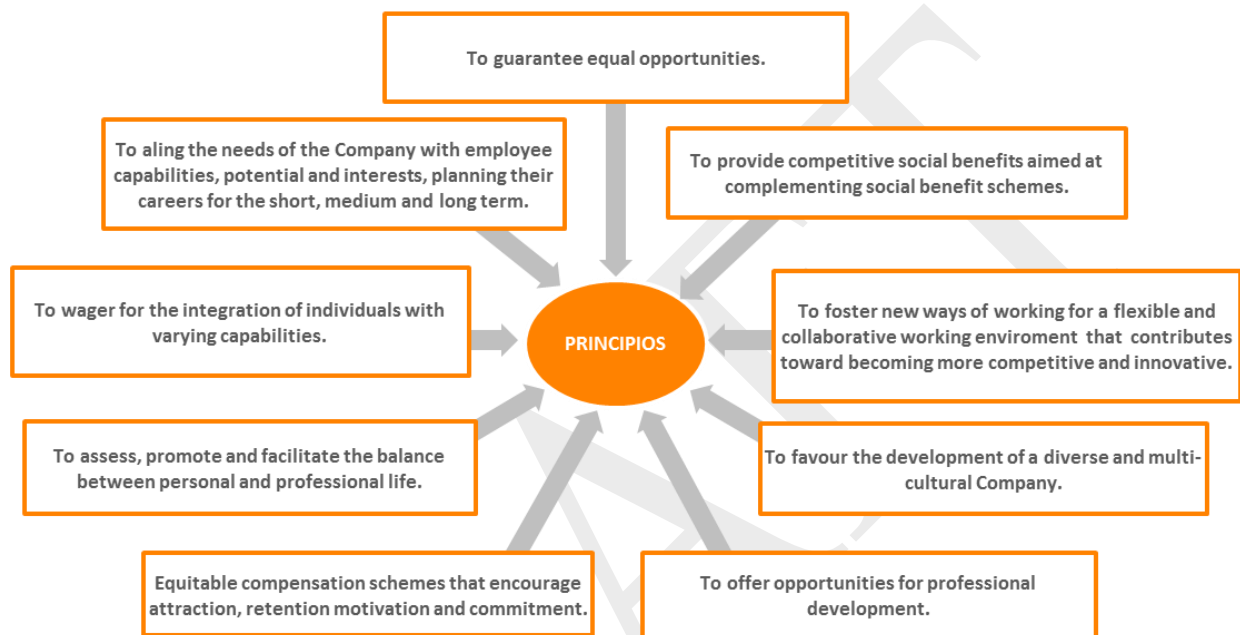 To guarantee equal opportunities.
To aling the needs of the Company with employee
capabilities, potential and interests, planning their
careers for the short, medium and long term.
To provide competitive social benefits aimed at
complementing social benefit schemes.
To wager for the integration of individuals with
varying capabilities.
PRINCIPIOS
To foster new ways of working for a flexible and
collaborative working enviroment that contributes
toward becoming more competitive and innovative.
To assess, promote and facilitate the balance
between personal and professional life.
To favour the development of a diverse and multi-
cultural Company.
Equitable compensation schemes that encourage
attraction, retention motivation and commitment.
To offer opportunities for professional
development.